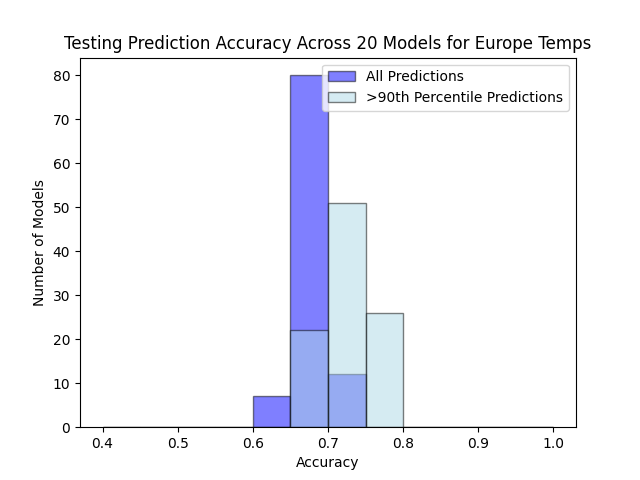 Testing Prediction Accuracy Across 20 Models for Europe Temps
All Predictions
>90th Percentile Predictions
80
70
60
50
40
30
20
10
0
Number of Models
0.4 0.5 0.6 0.7 0.8 0.9 1.0
Accuracy